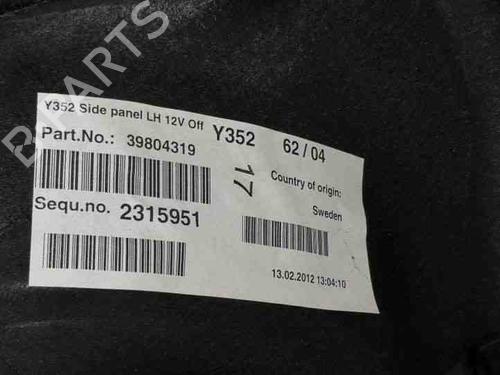 Y352 Side panel LH 12V Off Y352 62 / 04
Part.No.: 39804319
17
Country of origin:
Sweden
Sequ.no. 2315951
13.02.2012 13:04:10
B-PARTS